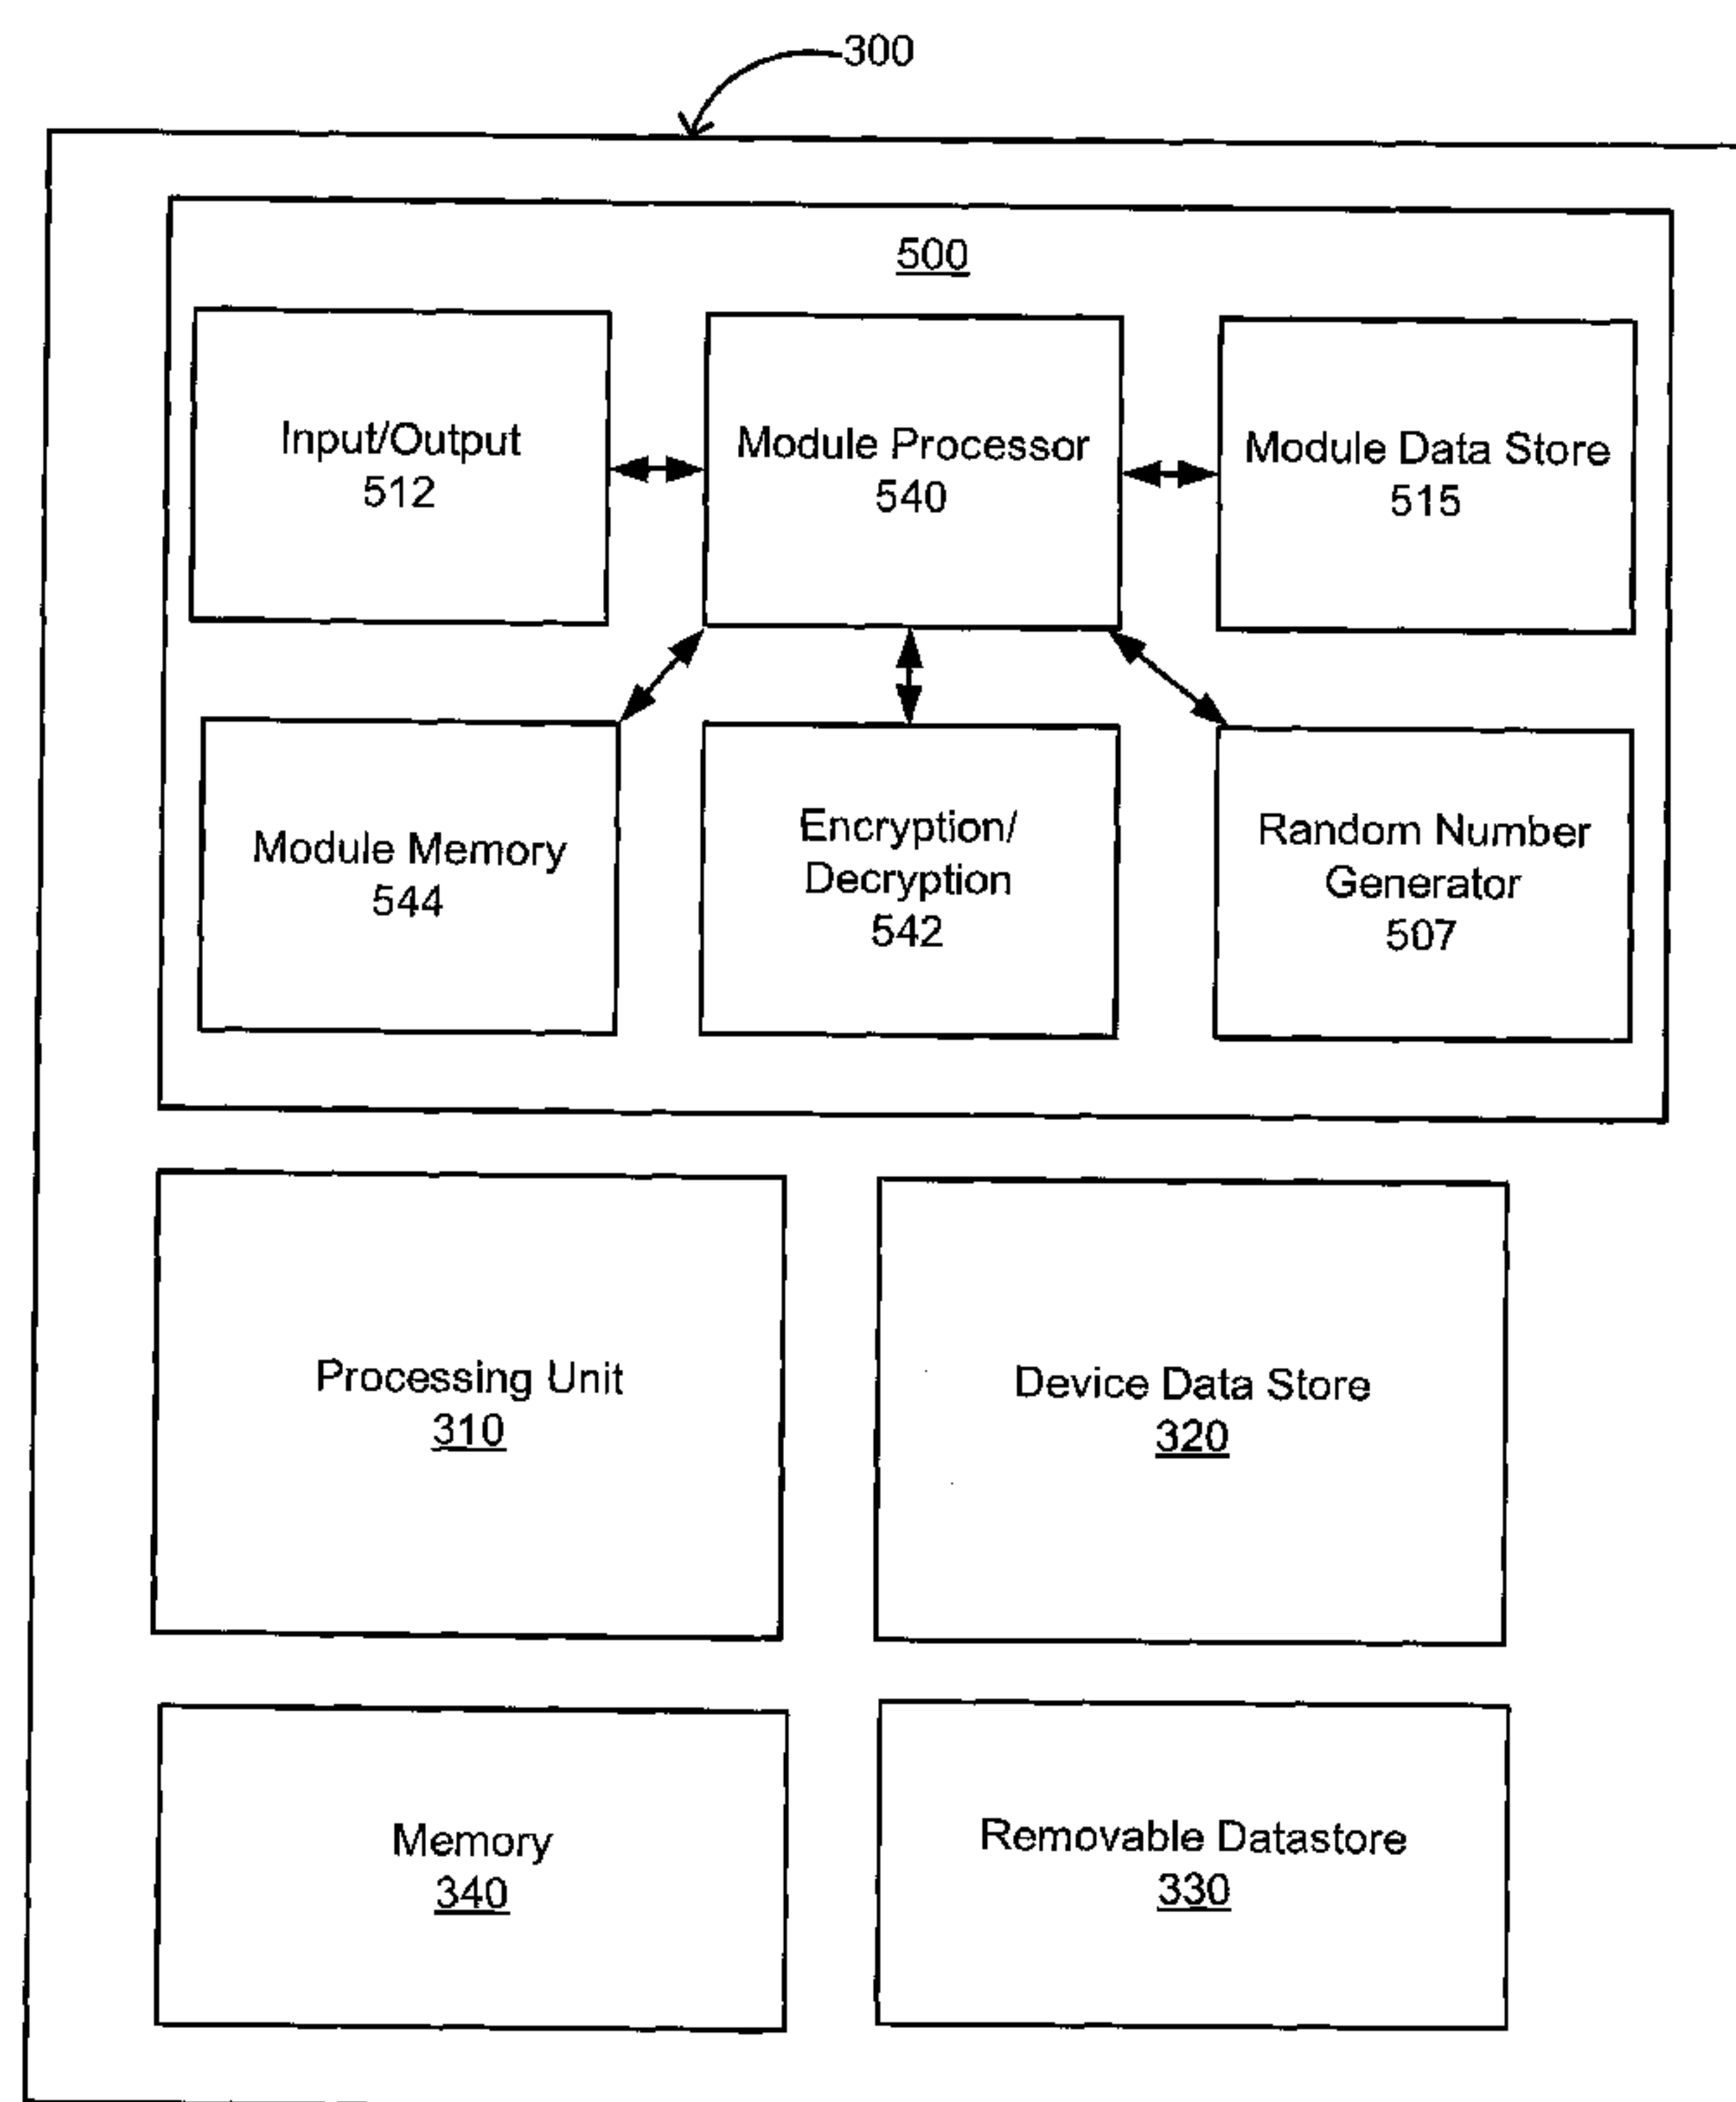 300
500
Input/Output
512
Module Processor
540
Module Data Store
515
Module Memory
544
Encryption/
Decryption
542
Random Number
Generator
507
Processing Unit
310
Device Data Store
320
Memory
340
Removable Datastore
330